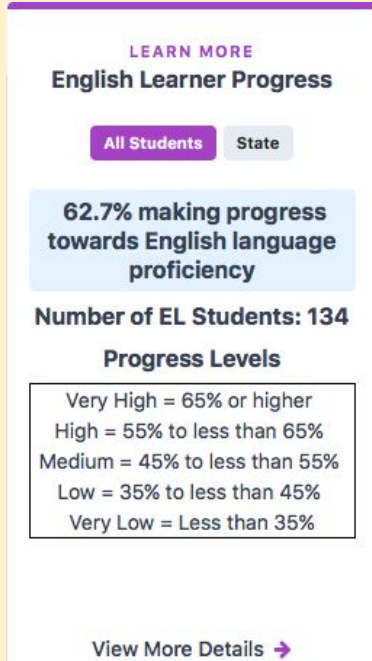 LEARN MORE
English Learner Progress
All Students State
62.7% making progress
towards English language
proficiency
Number of EL Students: 134
Progress Levels
Very High = 65% or higher
High = 55% to less than 65%
Medium = 45% to less than 55%
Low = 35% to less than 45%
Very Low = Less than 35%
View More Details →